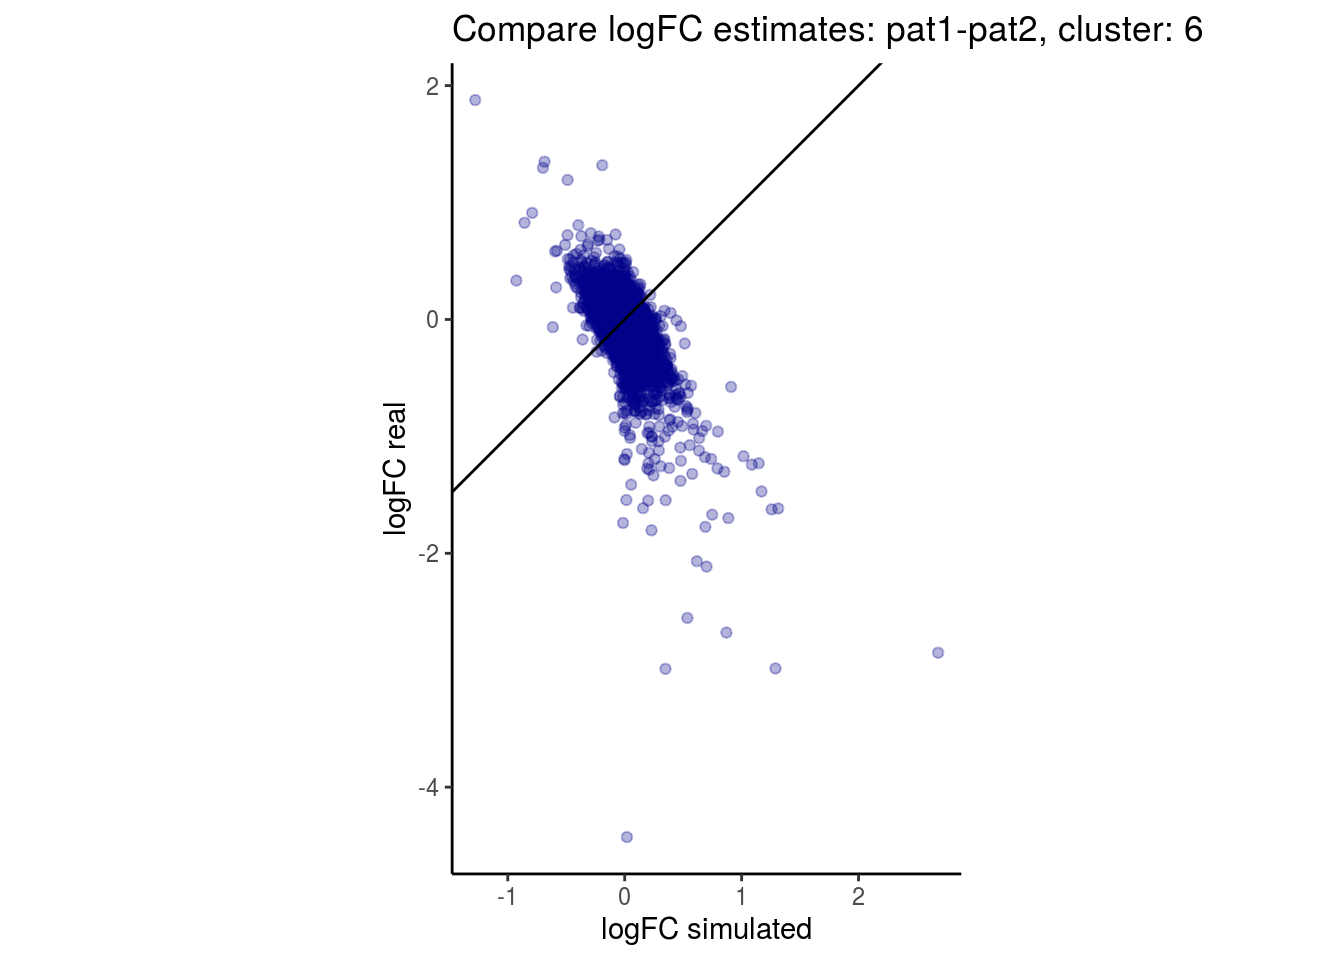 Compare logFC estimates: pat1-pat2, cluster: 6
2
0
-2
-4
logFC real
-1 0 1 2
logFC simulated